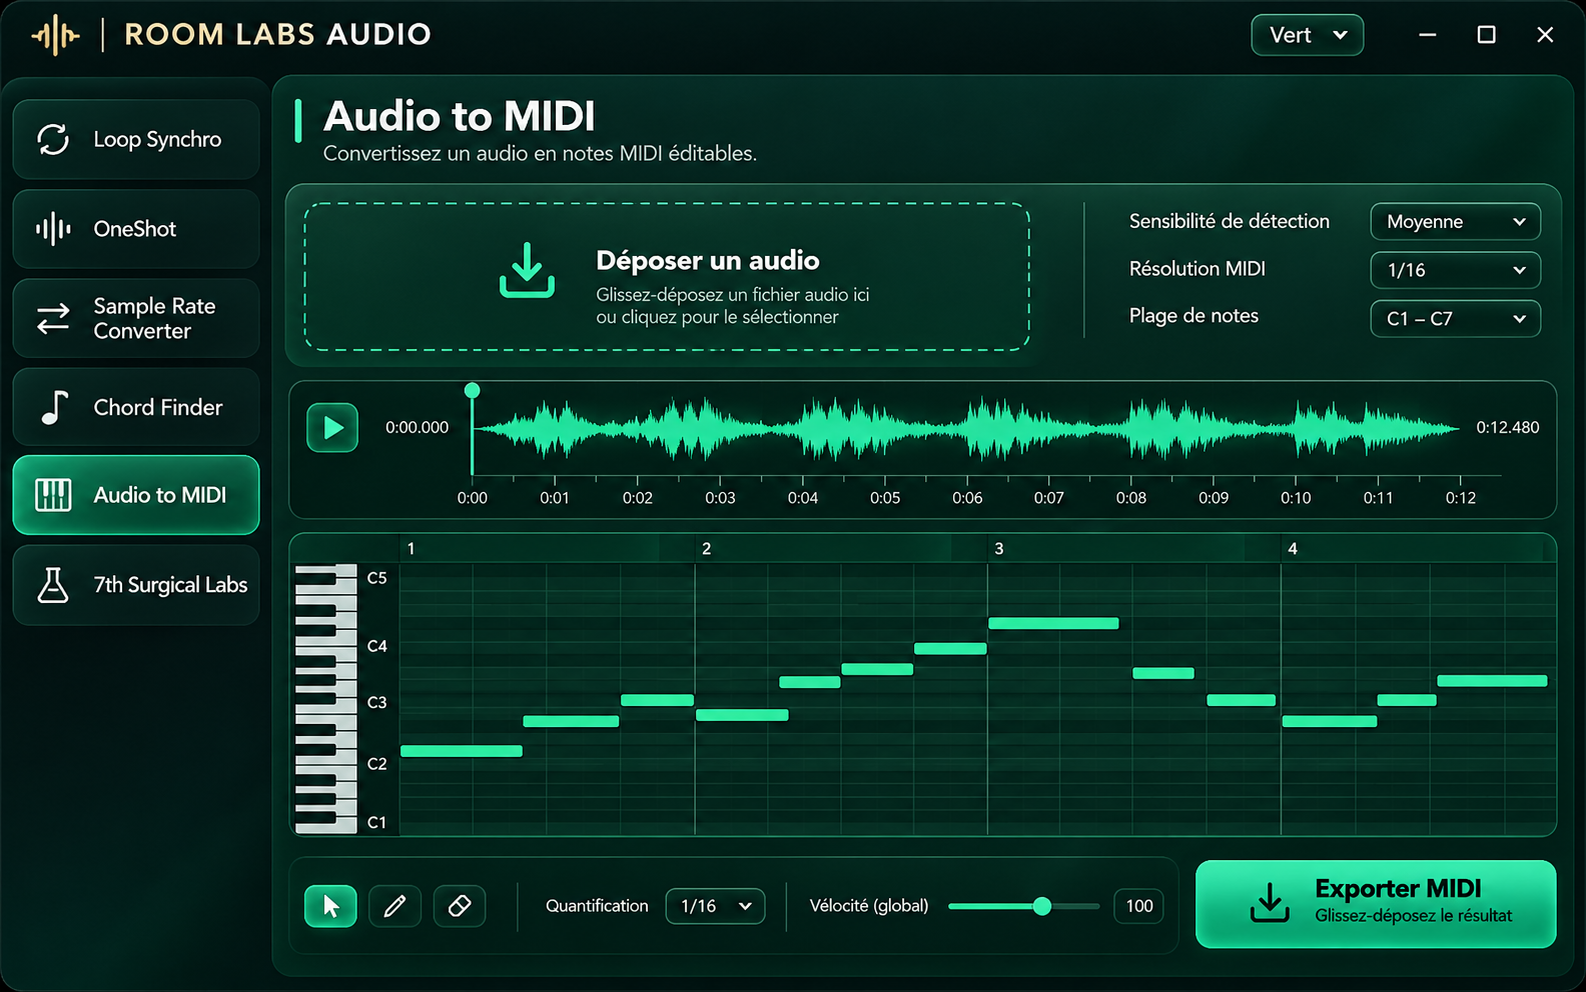 ROOM LABS AUDIO
Vert
Loop Synchro
OneShot
Sample Rate
Converter
Chord Finder
Audio to MIDI
7th Surgical Labs
Audio to MIDI
Convertissez un audio en notes MIDI éditables.
Déposer un audio
Glissez-déposez un fichier audio ici
ou cliquez pour le sélectionner
Sensibilité de détection
Moyenne
Résolution MIDI
1/16
Plage de notes
C1 – C7
0:00.000
0:12.480
0:00 0:01 0:02 0:03 0:04 0:05 0:06 0:07 0:08 0:09 0:10 0:11 0:12
1 2 3 4
C5
C4
C3
C2
C1
Quantification
1/16
Vélocité (global)
100
Exporter MIDI
Glissez-déposez le résultat